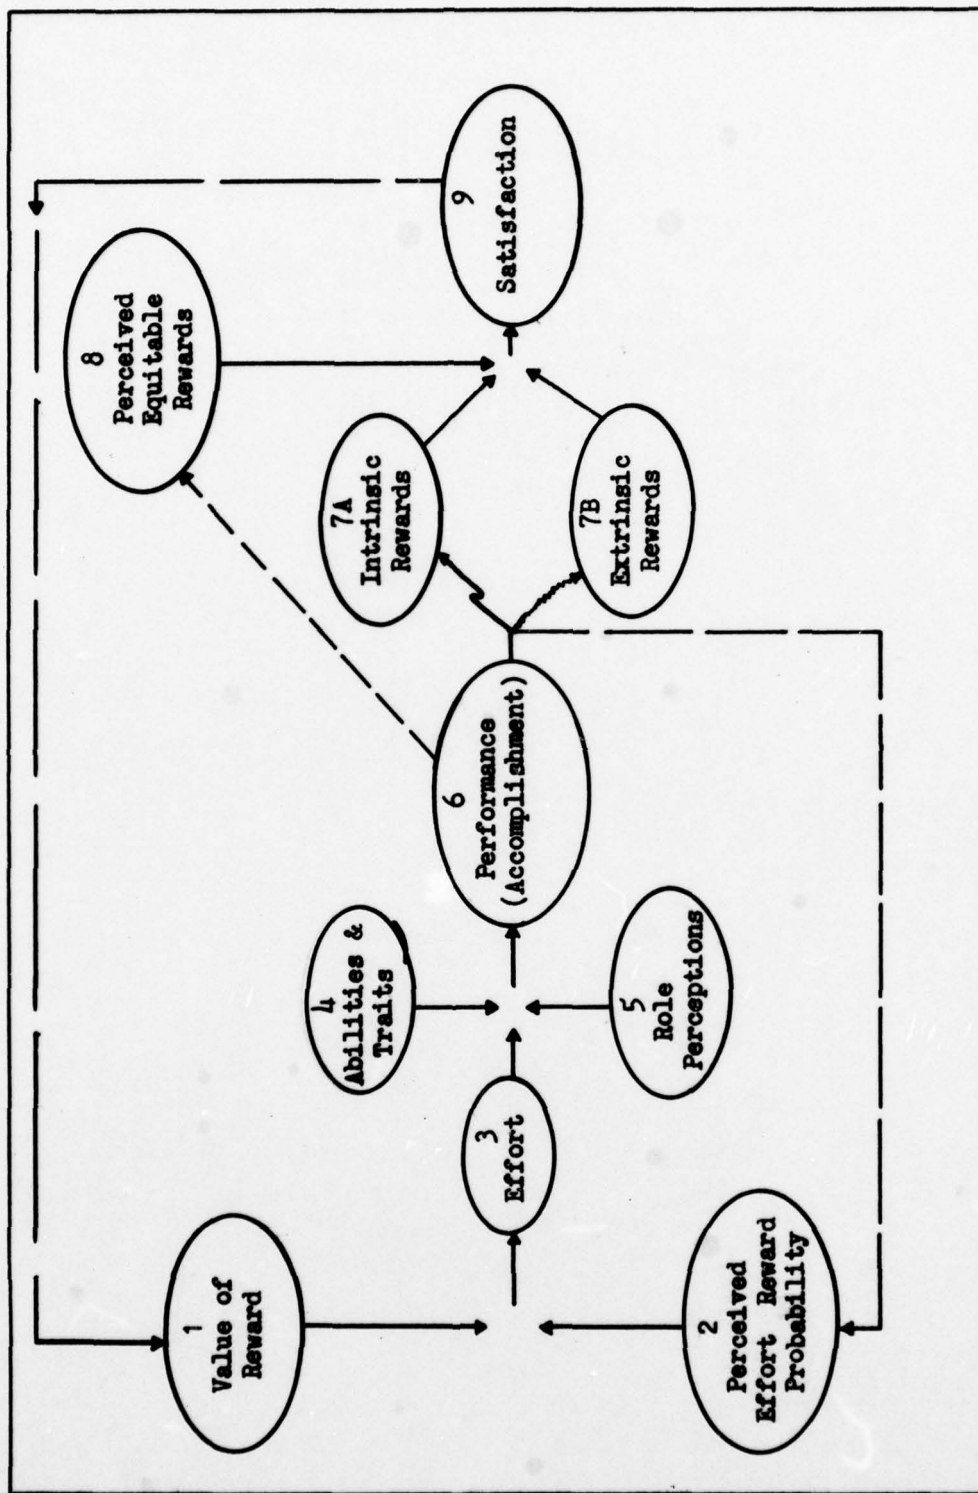 1
Value of
Reward
2
Perceived
Effort Reward
Probability
3
Effort
4
Abilities &
Traits
5
Role
Perceptions
6
Performance
(Accomplishment)
7A
Intrinsic
Rewards
7B
Extrinsic
Rewards
8
Perceived
Equitable
Rewards
9
Satisfaction